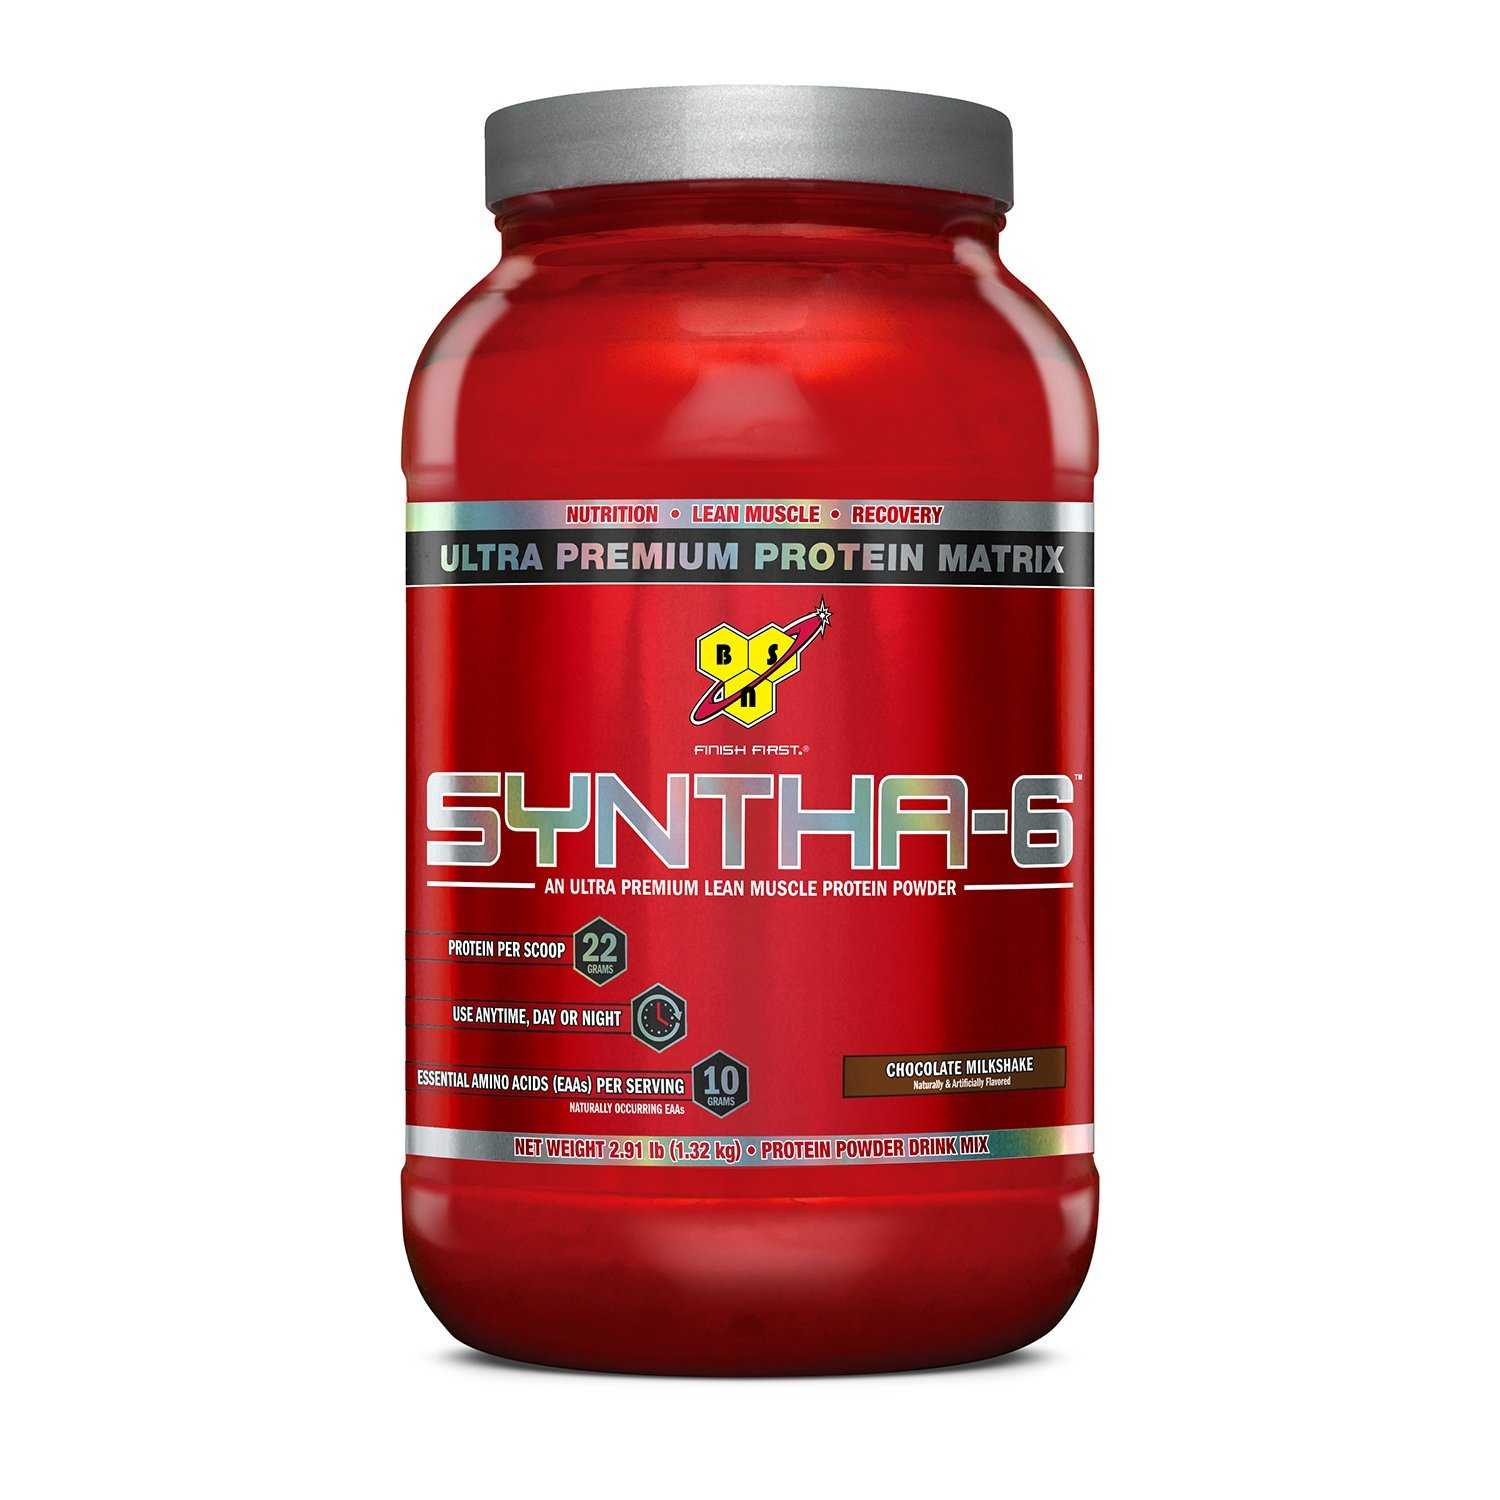 NUTRITION • LEAN MUSCLE • RECOVERY
ULTRA PREMIUM PROTEIN MATRIX
B S
n
FINISH FIRST.®
SYNTHA-6™
AN ULTRA PREMIUM LEAN MUSCLE PROTEIN POWDER
PROTEIN PER SCOOP 22 GRAMS
USE ANYTIME, DAY OR NIGHT
ESSENTIAL AMINO ACIDS (EAAs) PER SERVING 10 GRAMS
NATURALLY OCCURRING EAAs
CHOCOLATE MILKSHAKE
Naturally & Artificially Flavored
NET WEIGHT 2.91 lb (1.32 kg) • PROTEIN POWDER DRINK MIX